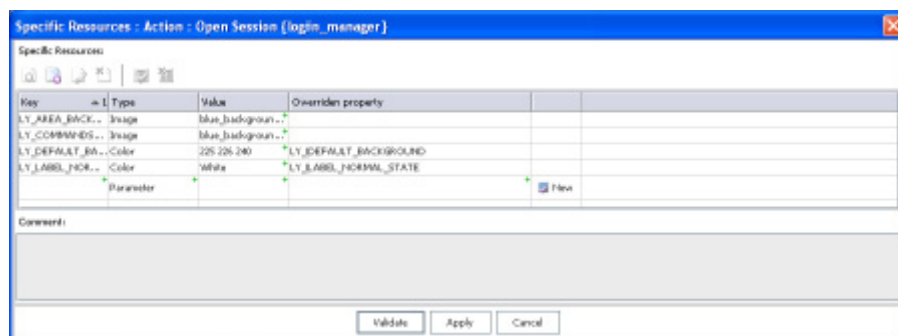 Specific Resources : Action : Open Session {login_manager}
Specific Resources:
Key Type Value Overriden property
LY_AREA_BACK... Image blue_backgroun...
LY_COMMANDS... Image blue_backgroun...
LY_DEFAULT_BA... Color 225 226 240 LY_DEFAULT_BACKGROUND
LY_LABEL_NOR... Color White LY_LABEL_NORMAL_STATE
Parameter New
Comment:
Validate Apply Cancel